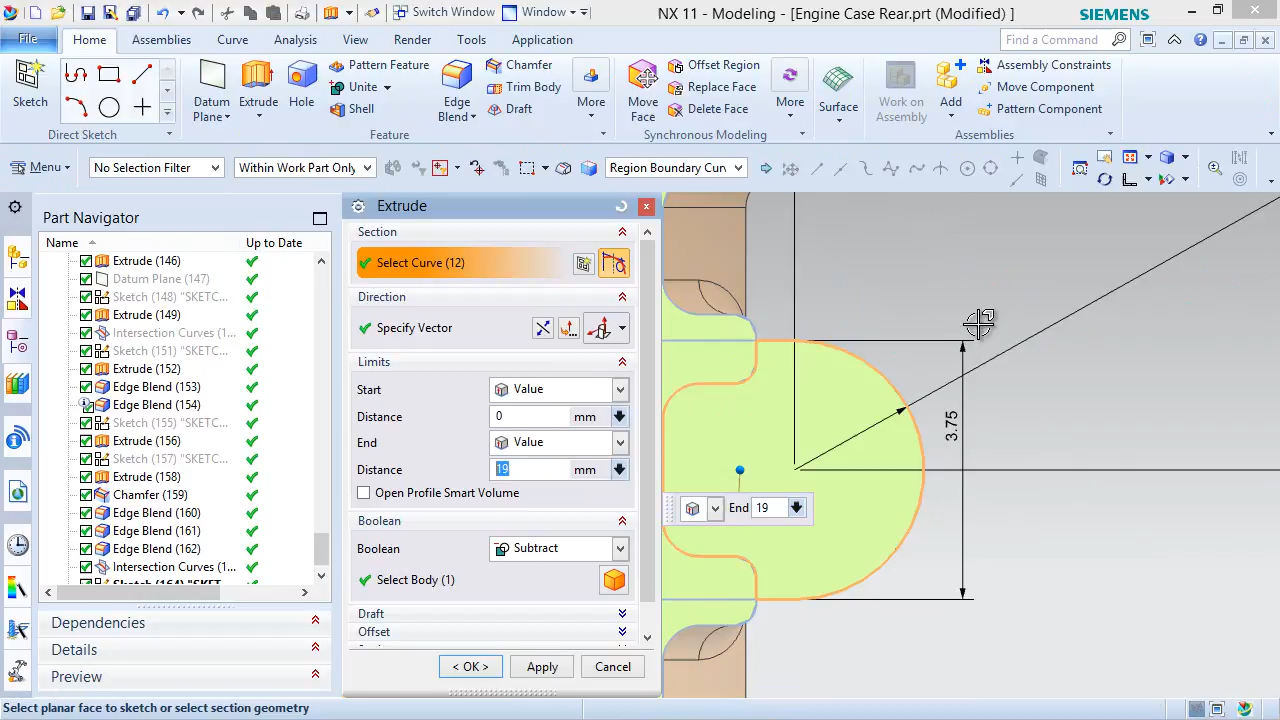 Switch Window
Window
NX 11 - Modeling - [Engine Case Rear.prt (Modified) ]
SIEMENS
File
Home
Assemblies
Curve
Analysis
View
Render
Tools
Application
Find a Command
Sketch
Direct Sketch
Datum Plane
Extrude
Hole
Pattern Feature
Unite
Shell
Edge Blend
Chamfer
Trim Body
Draft
More
Feature
Move Face
Offset Region
Replace Face
Delete Face
More
Synchronous Modeling
Surface
Work on Assembly
Add
Assembly Constraints
Move Component
Pattern Component
Assemblies
Menu
No Selection Filter
Within Work Part Only
Region Boundary Cur
Part Navigator
Name
Up to Date
Extrude (146)
Datum Plane (147)
Sketch (148) "SKETC...
Extrude (149)
Intersection Curves (1...
Sketch (151) "SKETC...
Extrude (152)
Edge Blend (153)
Edge Blend (154)
Sketch (155) "SKETC...
Extrude (156)
Sketch (157) "SKETC...
Extrude (158)
Chamfer (159)
Edge Blend (160)
Edge Blend (161)
Edge Blend (162)
Intersection Curves (1...
Sketch (164) "SKET...
Dependencies
Details
Preview
Extrude
Section
Select Curve (12)
Direction
Specify Vector
Limits
Start
Value
Distance
0
mm
End
Value
Distance
19
mm
Open Profile Smart Volume
Boolean
Boolean
Subtract
Select Body (1)
Draft
Offset
< OK >
Apply
Cancel
End 19
3.75
Select planar face to sketch or select section geometry